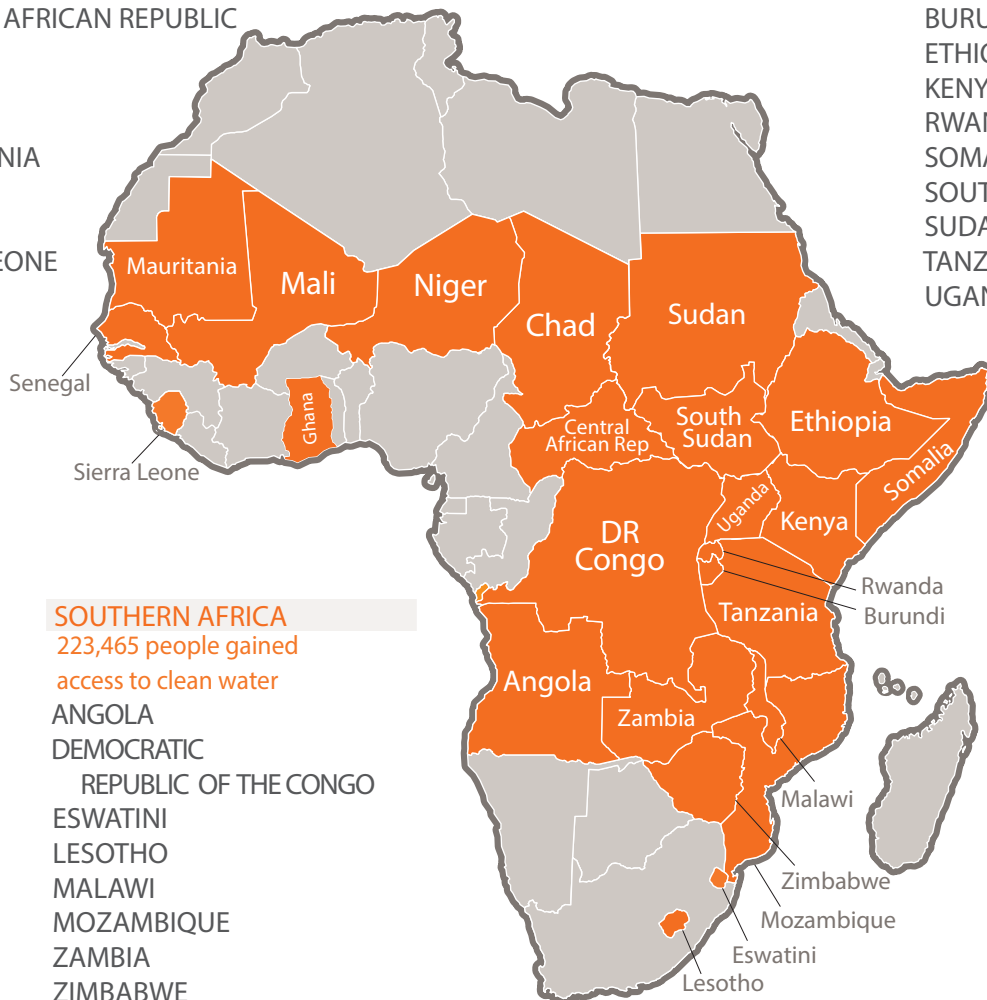 AFRICAN REPUBLIC
NIA
EONE
BURU
ETHIO
KENY
RWAN
SOMA
SOUT
SUDA
TANZ
UGAN
Mauritania
Mali
Niger
Chad
Sudan
Senegal
Ghana
Sierra Leone
Central
African Rep
South
Sudan
Ethiopia
Somalia
Uganda
Kenya
DR
Congo
Rwanda
Burundi
Tanzania
Angola
Zambia
Malawi
Zimbabwe
Mozambique
Eswatini
Lesotho
SOUTHERN AFRICA
223,465 people gained
access to clean water
ANGOLA
DEMOCRATIC
REPUBLIC OF THE CONGO
ESWATINI
LESOTHO
MALAWI
MOZAMBIQUE
ZAMBIA
ZIMBABWE